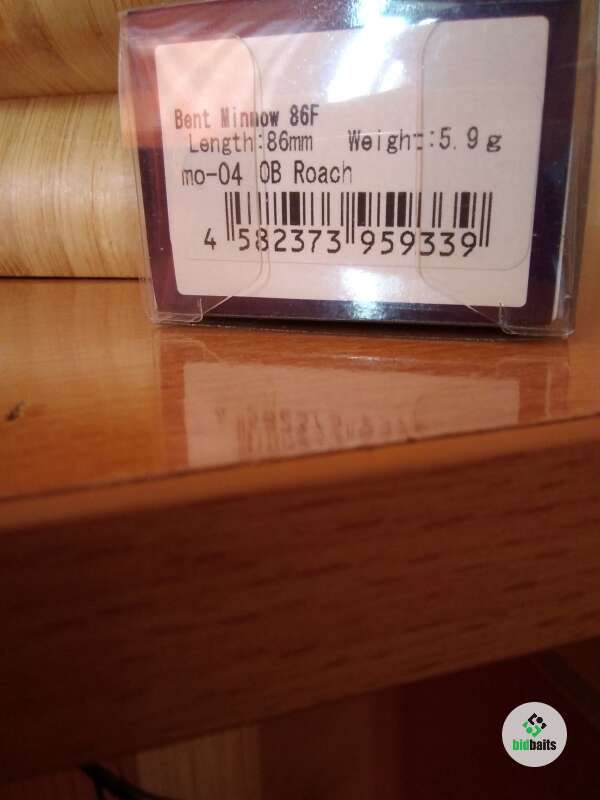 Bent Minnow 86F
Length:86mm Weight:5.9g
mo-04 OB Roach
4 582373 959339
bidbaits